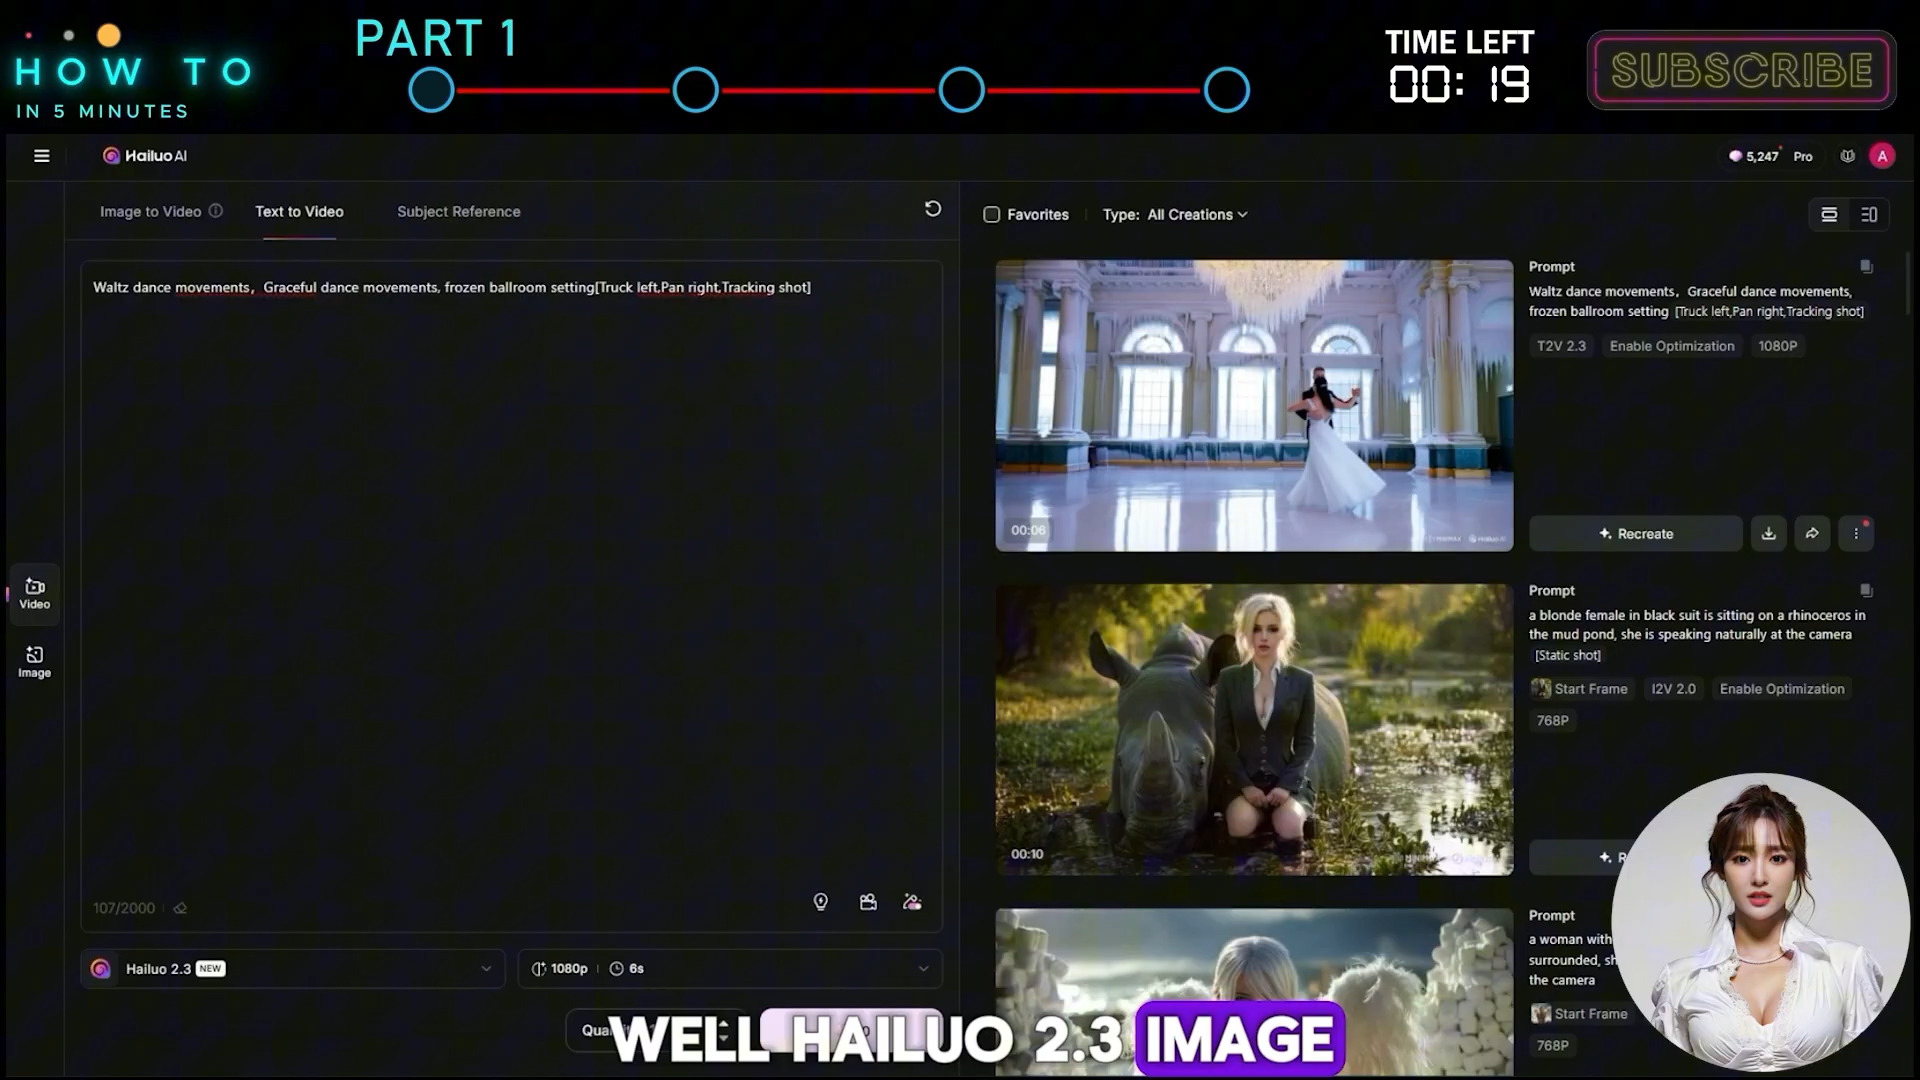 HOW TO
IN 5 MINUTES
PART 1
TIME LEFT
00:19
SUBSCRIBE
Hailuo AI
5,247
Pro
A
Image to Video
Text to Video
Subject Reference
Favorites
Type: All Creations
Waltz dance movements，Graceful dance movements, frozen ballroom setting[Truck left,Pan right,Tracking shot]
Video
Image
107/2000
Hailuo 2.3 NEW
1080p
6s
00:06
Prompt
Waltz dance movements，Graceful dance movements,
frozen ballroom setting [Truck left,Pan right,Tracking shot]
T2V 2.3
Enable Optimization
1080P
Recreate
00:10
Prompt
a blonde female in black suit is sitting on a rhinoceros in
the mud pond, she is speaking naturally at the camera
[Static shot]
Start Frame
I2V 2.0
Enable Optimization
768P
Prompt
a woman with
surrounded,
the camera
Start Frame
768P
WELL HAILUO 2.3 IMAGE